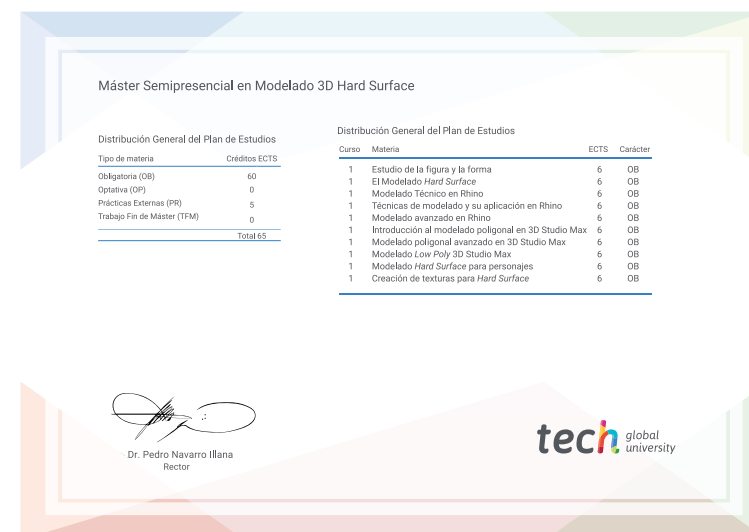 Máster Semipresencial en Modelado 3D Hard Surface
Distribución General del Plan de Estudios
Tipo de materia Créditos ECTS
Obligatoria (OB) 60
Optativa (OP) 0
Prácticas Externas (PR) 5
Trabajo Fin de Máster (TFM) 0
Total 65
Distribución General del Plan de Estudios
Curso Materia ECTS Carácter
1 Estudio de la figura y la forma 6 OB
1 El Modelado Hard Surface 6 OB
1 Modelado Técnico en Rhino 6 OB
1 Técnicas de modelado y su aplicación en Rhino 6 OB
1 Modelado avanzado en Rhino 6 OB
1 Introducción al modelado poligonal en 3D Studio Max 6 OB
1 Modelado poligonal avanzado en 3D Studio Max 6 OB
1 Modelado Low Poly 3D Studio Max 6 OB
1 Modelado Hard Surface para personajes 6 OB
1 Creación de texturas para Hard Surface 6 OB
Dr. Pedro Navarro Illana
Rector
tech global
university